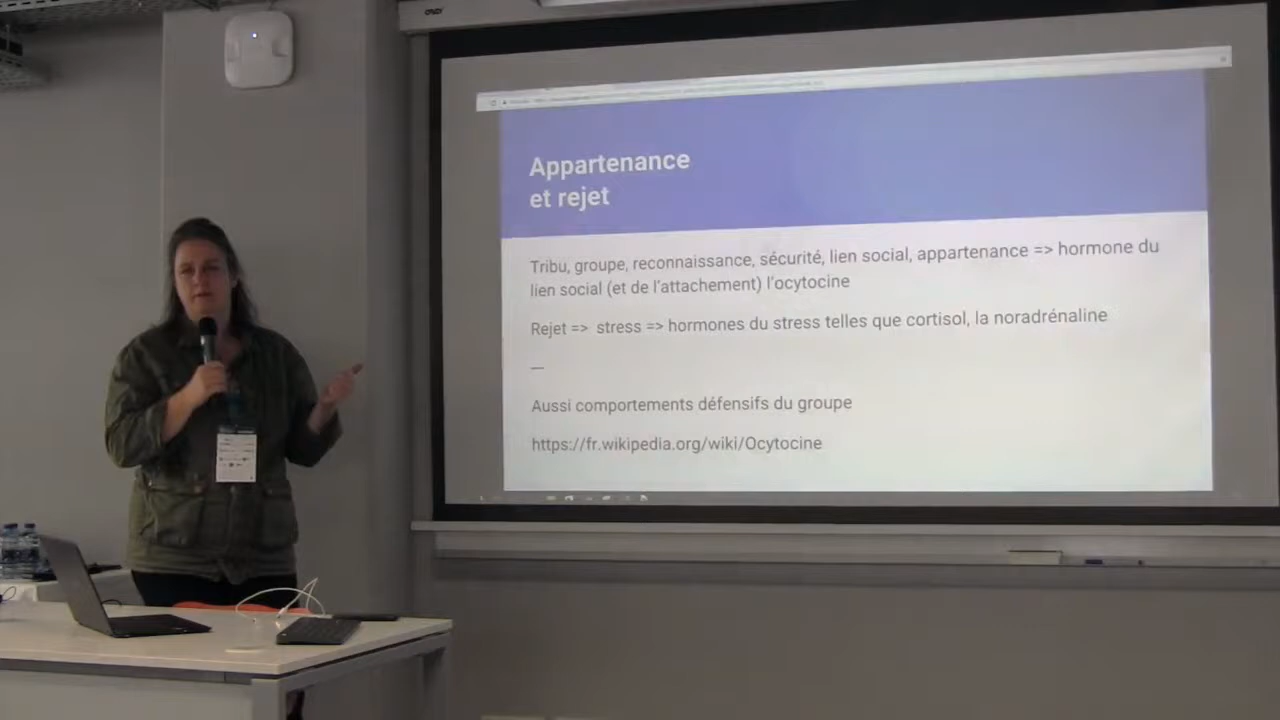 Appartenance
et rejet
Tribu, groupe, reconnaissance, sécurité, lien social, appartenance => hormone du
lien social (et de l'attachement) l'ocytocine
Rejet => stress => hormones du stress telles que cortisol, la noradrénaline
—
Aussi comportements défensifs du groupe
https://fr.wikipedia.org/wiki/Ocytocine